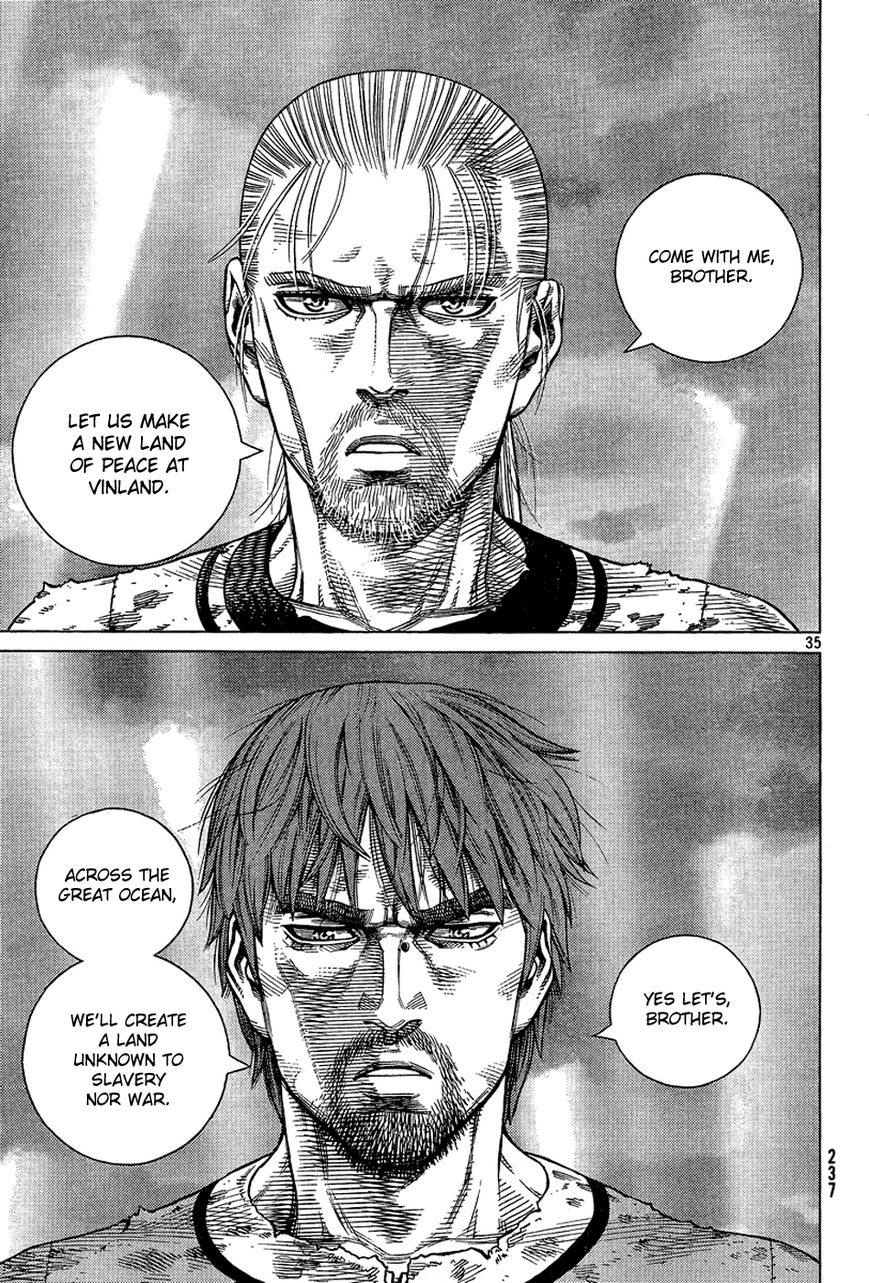 COME WITH ME,
BROTHER.
LET US MAKE
A NEW LAND
OF PEACE AT
VINLAND.
35
YES LET'S,
BROTHER.
ACROSS THE
GREAT OCEAN,
WE'LL CREATE
A LAND
UNKNOWN TO
SLAVERY
NOR WAR.
237